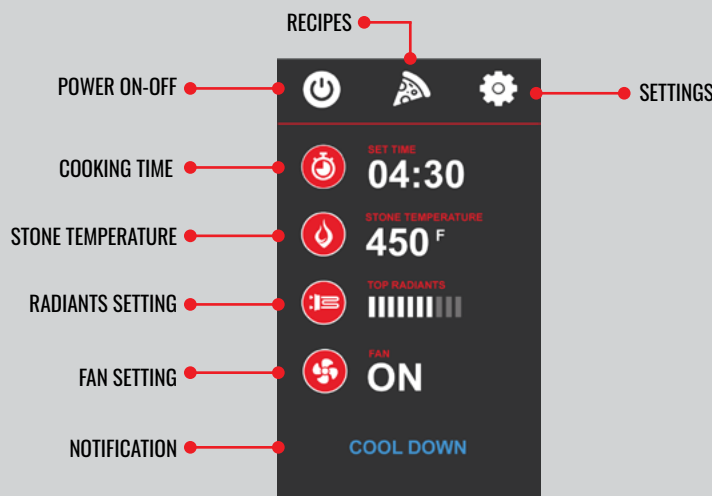 RECIPES
POWER ON-OFF
SETTINGS
COOKING TIME
SET TIME
04:30
STONE TEMPERATURE
STONE TEMPERATURE
450 F
RADIANTS SETTING
TOP RADIANTS
FAN SETTING
FAN
ON
NOTIFICATION
COOL DOWN